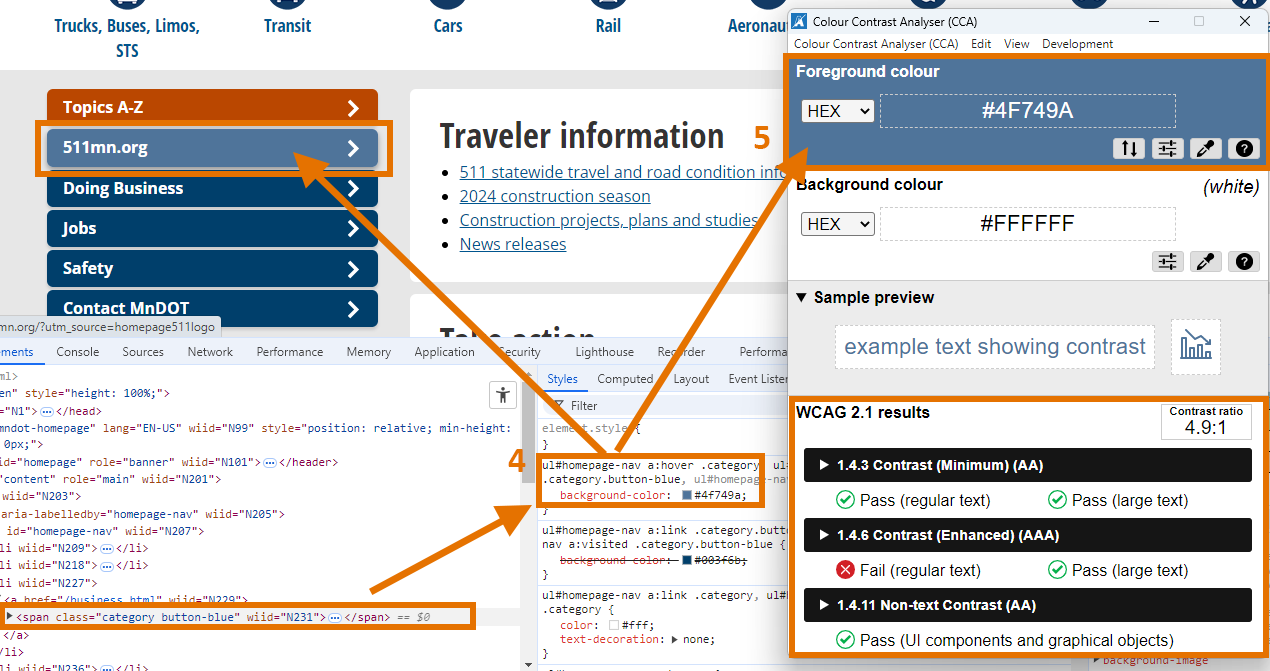 Trucks, Buses, Limos,
STS
Transit
Cars
Rail
Aeronau
Topics A-Z
511mn.org
Doing Business
Jobs
Safety
Contact MnDOT
mn.org/?utm_source=homepage511logo
Traveler information
511 statewide travel and road condition info
2024 construction season
Construction projects, plans and studies
News releases
Take action
5
Colour Contrast Analyser (CCA)
Colour Contrast Analyser (CCA) Edit View Development
Foreground colour
HEX
#4F749A
Background colour
(white)
HEX
#FFFFFF
Sample preview
example text showing contrast
WCAG 2.1 results
Contrast ratio
4.9:1
1.4.3 Contrast (Minimum) (AA)
Pass (regular text) Pass (large text)
1.4.6 Contrast (Enhanced) (AAA)
Fail (regular text) Pass (large text)
1.4.11 Non-text Contrast (AA)
Pass (UI components and graphical objects)
ements Console Sources Network Performance Memory Application Security Lighthouse Recorder Performa
ml>
en" style="height: 100%;">
="N1"> … </head>
mndot-homepage" lang="EN-US" wiid="N99" style="position: relative; min-height:
0px;">
id="homepage" role="banner" wiid="N101"> … </header>
"content" role="main" wiid="N201">
wiid="N203">
aria-labelledby="homepage-nav" wiid="N205">
id="homepage-nav" wiid="N207">
li wiid="N209"> … </li>
li wiid="N218"> … </li>
li wiid="N227">
<a href="/business.html" wiid="N229">
<span class="category button-blue" wiid="N231"> … </span> == $0
</a>
/li>
li wiid="N236"> … </li>
4
Styles Computed Layout Event Listen
Filter
element.style {
}
ul#homepage-nav a:hover .category, ul#
.category.button-blue, ul#homepage-nav
background-color: #4f749a;
}
ul#homepage-nav a:link .category.butto
nav a:visited .category.button-blue {
background-color: #003f6b;
}
ul#homepage-nav a:link .category, ul#
.category {
color: #fff;
text-decoration: none;
}
background-image